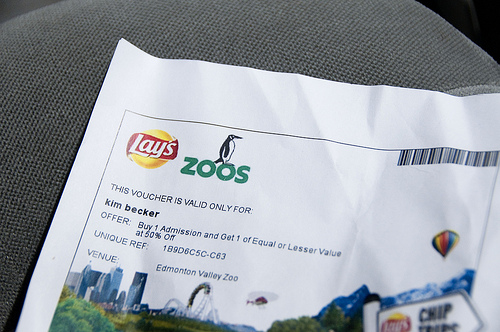 Lay's
ZOOS
THIS VOUCHER IS VALID ONLY FOR:
kim becker
OFFER: Buy 1 Admission and Get 1 of Equal or Lesser Value
at 50% Off
UNIQUE REF: 1B9D6C5C-C63
VENUE: Edmonton Valley Zoo
Lay's CHIP